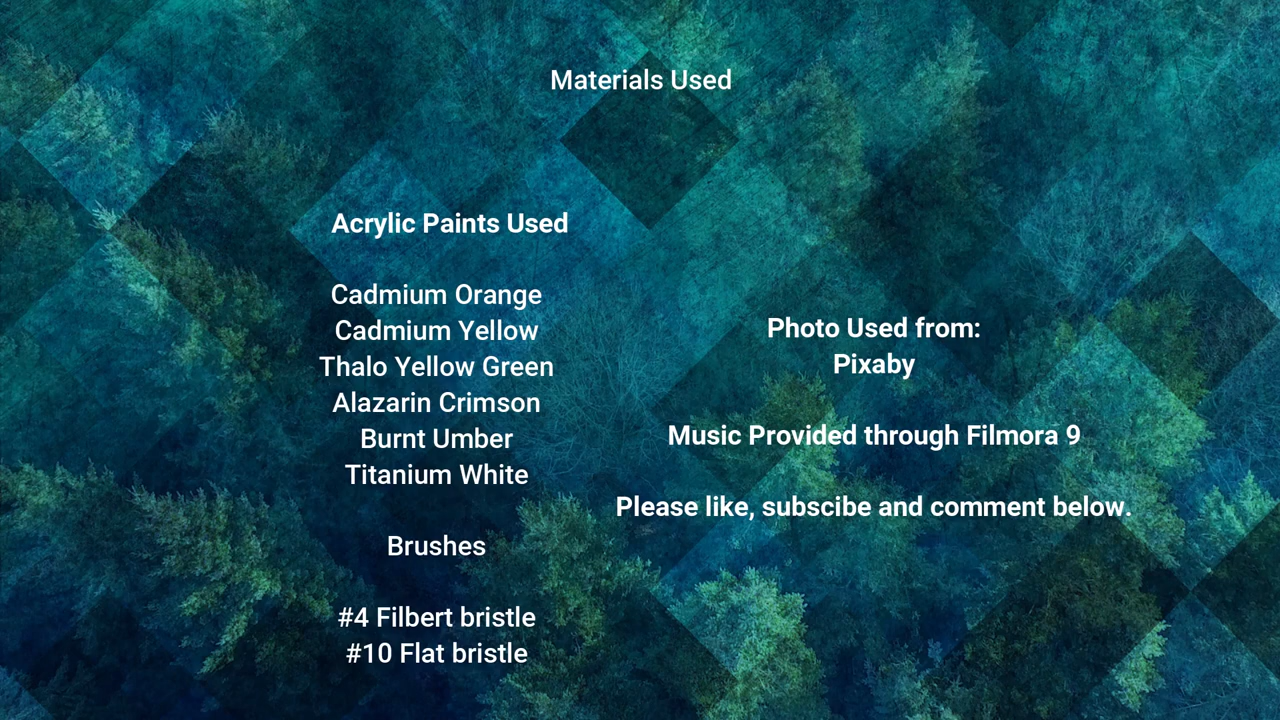 Materials Used
Acrylic Paints Used
Cadmium Orange
Cadmium Yellow
Thalo Yellow Green
Alazarin Crimson
Burnt Umber
Titanium White
Brushes
#4 Filbert bristle
#10 Flat bristle
Photo Used from:
Pixaby
Music Provided through Filmora 9
Please like, subscibe and comment below.